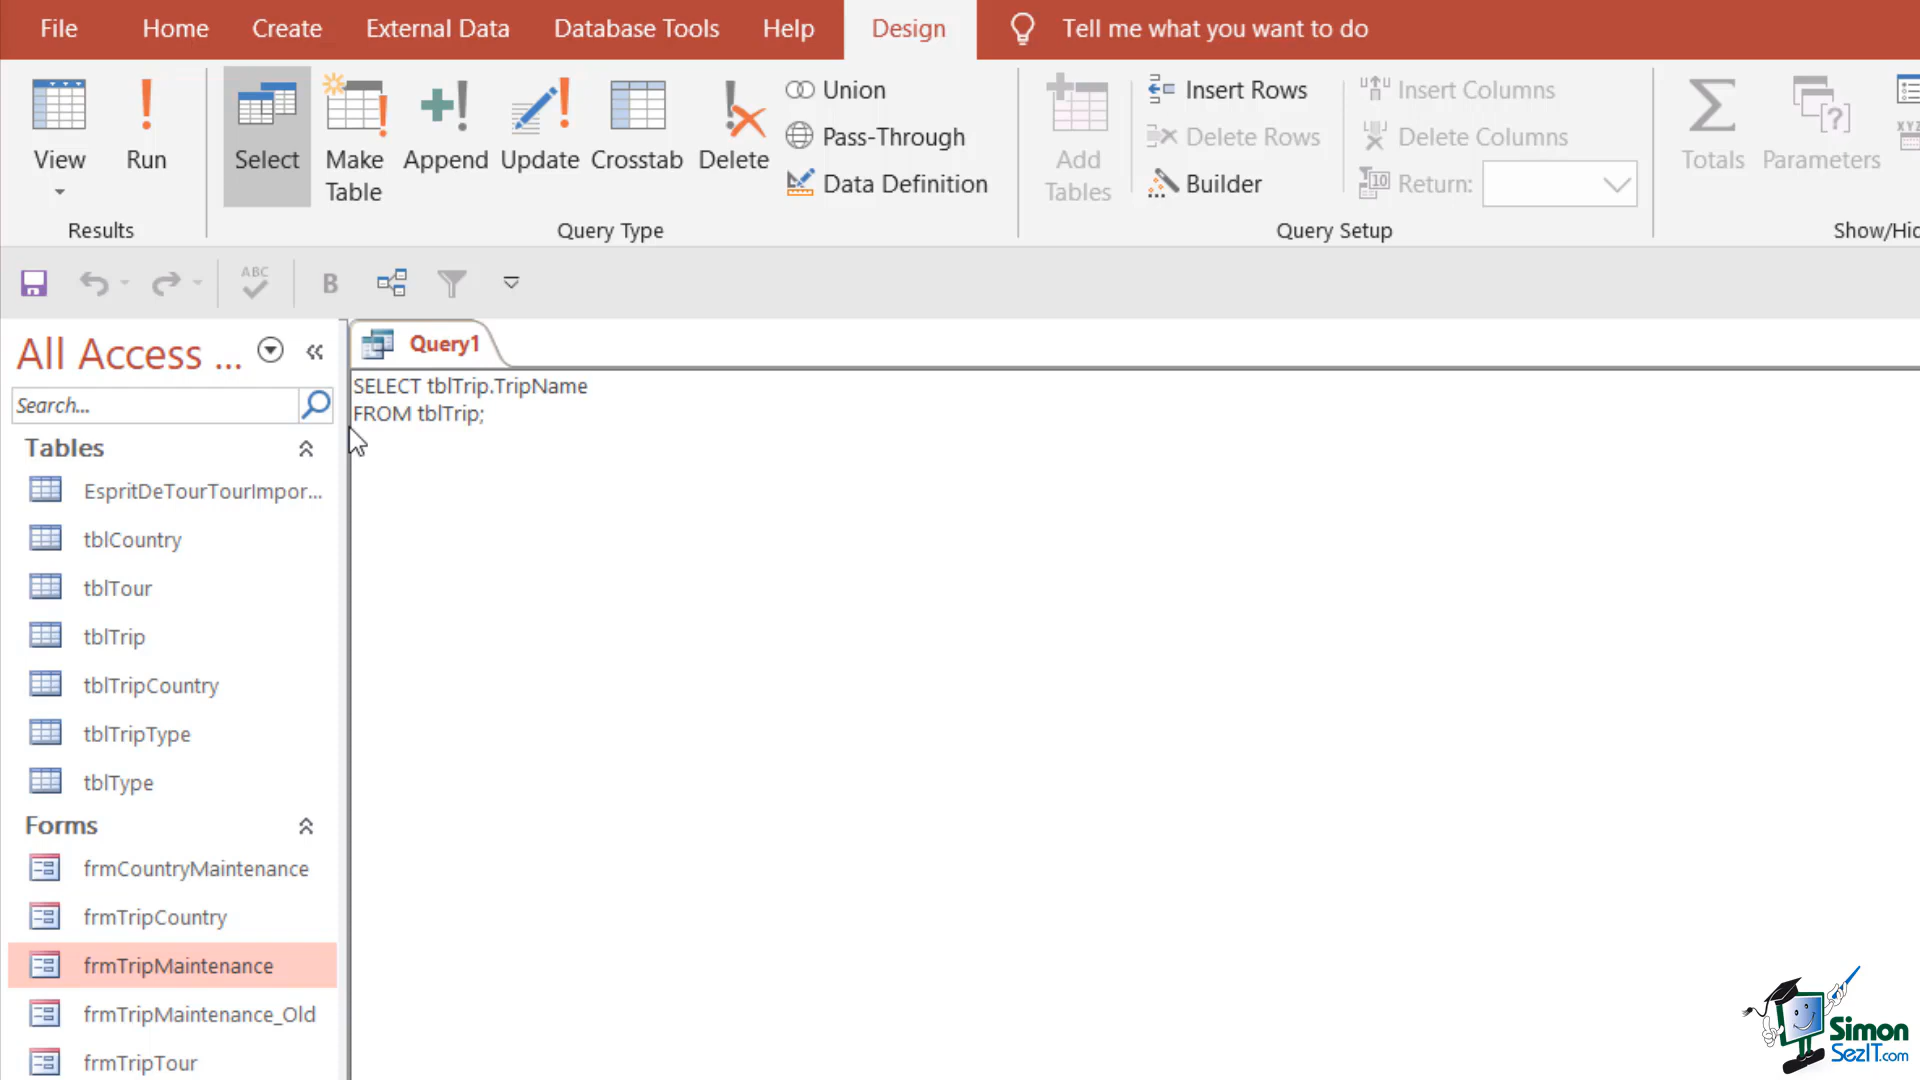 File Home Create External Data Database Tools Help Design Tell me what you want to do
View Run Select Make Table Append Update Crosstab Delete
Union
Pass-Through
Data Definition
Add Tables
Insert Rows
Delete Rows
Builder
Insert Columns
Delete Columns
10 Return:
Totals Parameters
XYZ
Results Query Type Query Setup Show/Hid
ABC B
All Access ...
Search...
Query1
SELECT tblTrip.TripName
FROM tblTrip;
Tables
EspritDeTourTourImpor...
tblCountry
tblTour
tblTrip
tblTripCountry
tblTripType
tblType
Forms
frmCountryMaintenance
frmTripCountry
frmTripMaintenance
frmTripMaintenance_Old
frmTripTour
Simon
SezIT.com